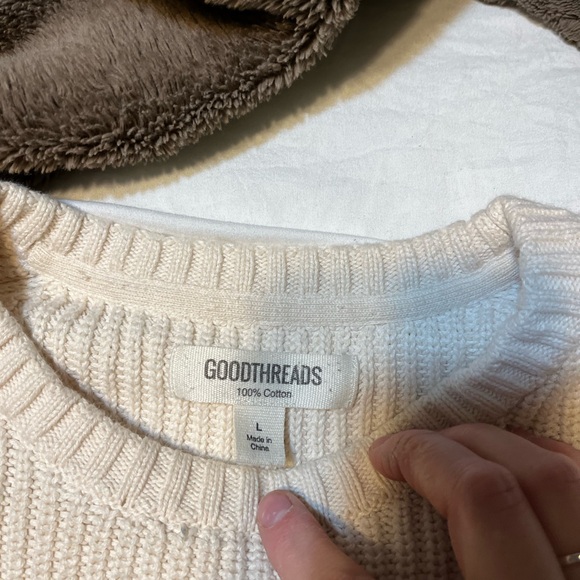 GOODTHREADS
100% Cotton
L
Made in
China